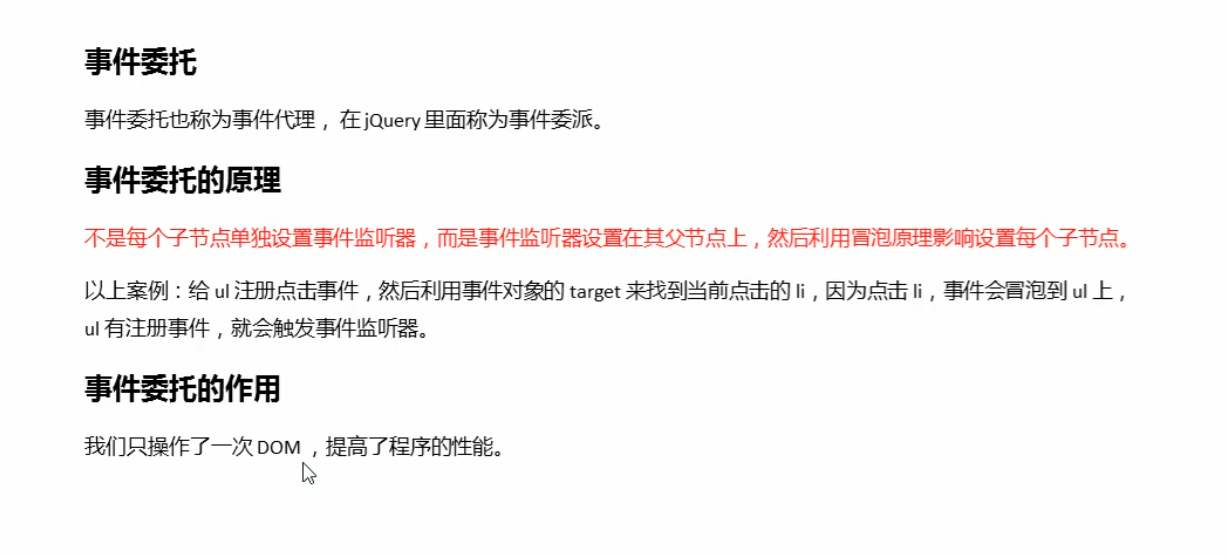 事件委托
事件委托也称为事件代理， 在 jQuery 里面称为事件委派。
事件委托的原理
不是每个子节点单独设置事件监听器，而是事件监听器设置在其父节点上，然后利用冒泡原理影响设置每个子节点。
以上案例：给 ul 注册点击事件，然后利用事件对象的 target 来找到当前点击的 li，因为点击 li，事件会冒泡到 ul 上，
ul 有注册事件，就会触发事件监听器。
事件委托的作用
我们只操作了一次 DOM ，提高了程序的性能。